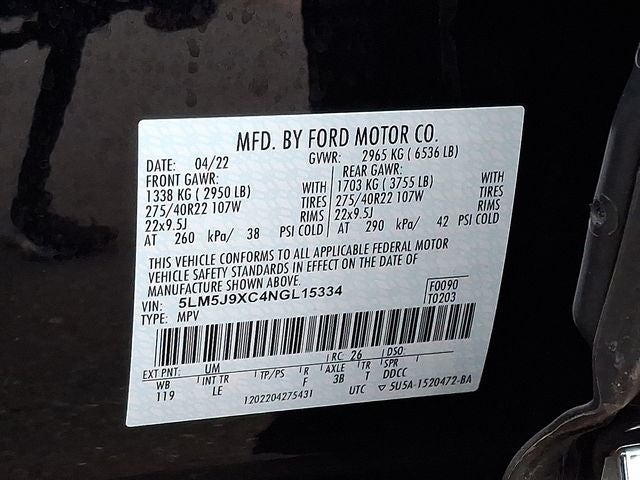 MFD. BY FORD MOTOR CO.
DATE: 04/22 GVWR: 2965 KG ( 6536 LB)
FRONT GAWR: REAR GAWR:
1338 KG ( 2950 LB) WITH 1703 KG ( 3755 LB) WITH
275/40R22 107W TIRES 275/40R22 107W TIRES
22x9.5J RIMS 22x9.5J RIMS
AT 260 kPa/ 38 PSI COLD AT 290 kPa/ 42 PSI COLD
THIS VEHICLE CONFORMS TO ALL APPLICABLE FEDERAL MOTOR
VEHICLE SAFETY STANDARDS IN EFFECT ON THE DATE OF
MANUFACTURE SHOWN ABOVE.
VIN: 5LM5J9XC4NGL15334 F0090
TYPE: MPV T0203
EXT PNT: UM RC 26 DSO
WB INT TR TP/PS R AXLE TR SPR
119 LE F 3B T DDCC
1202204275431 UTC ▽ 5U5A-1520472-BA